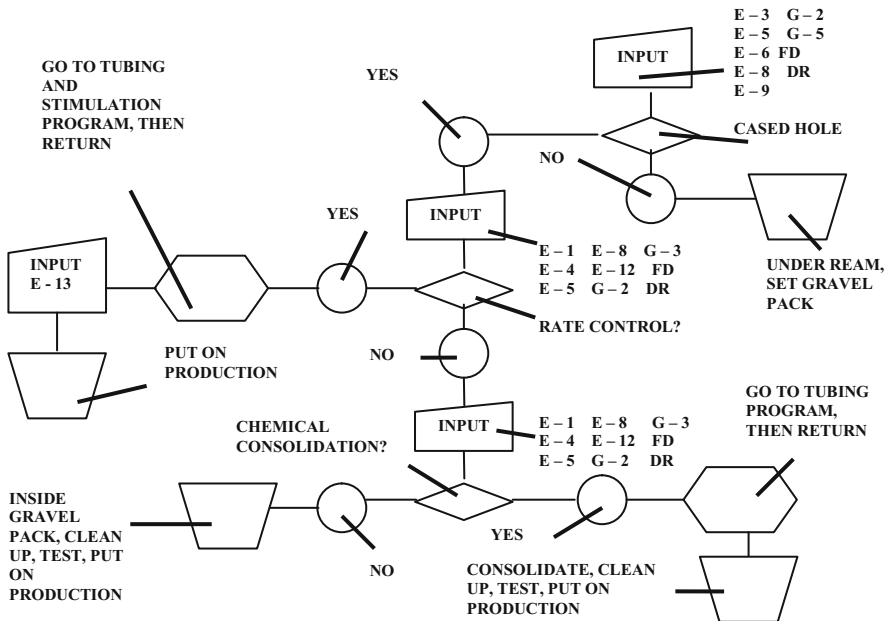 E – 3 G – 2
E – 5 G – 5
E – 6 FD
E – 8 DR
E – 9
INPUT
GO TO TUBING
AND
STIMULATION
PROGRAM, THEN
RETURN
YES
CASED HOLE
NO
YES
INPUT
E – 1 E – 8 G – 3
E – 4 E – 12 FD
E – 5 G – 2 DR
UNDER REAM,
SET GRAVEL
PACK
INPUT
E - 13
RATE CONTROL?
PUT ON
PRODUCTION
NO
GO TO TUBING
PROGRAM,
THEN RETURN
CHEMICAL
CONSOLIDATION?
INPUT
E – 1 E – 8 G – 3
E – 4 E – 12 FD
E – 5 G – 2 DR
INSIDE
GRAVEL
PACK, CLEAN
UP, TEST, PUT
ON
PRODUCTION
NO
YES
CONSOLIDATE, CLEAN
UP, TEST, PUT ON
PRODUCTION